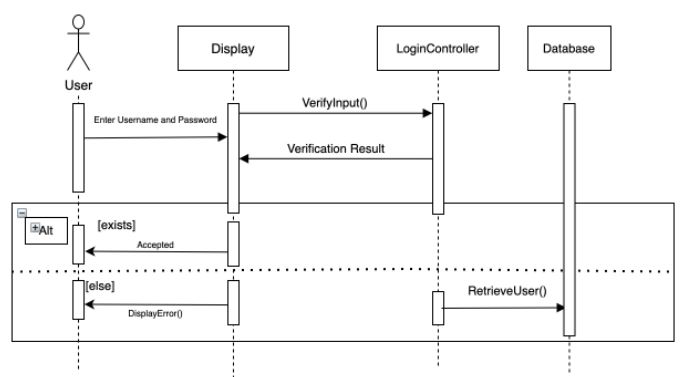 User
Display
LoginController
Database
Enter Username and Password
VerifyInput()
Verification Result
Alt
[exists]
Accepted
[else]
DisplayError()
RetrieveUser()